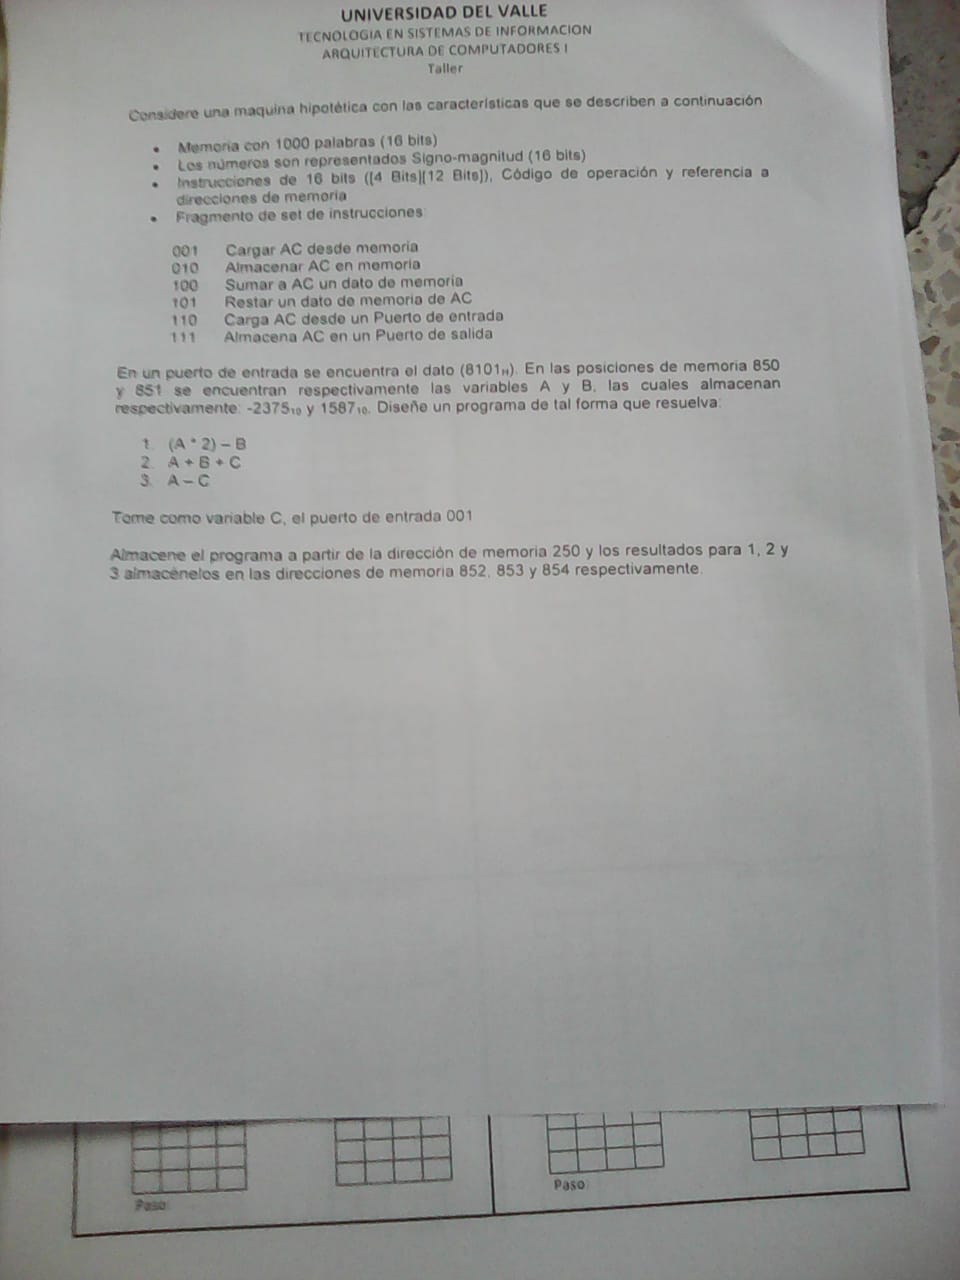 UNIVERSIDAD DEL VALLE
TECNOLOGIA EN SISTEMAS DE INFORMACION
ARQUITECTURA DE COMPUTADORES I
Taller
Considere una maquina hipotética con las características que se describen a continuación
• Memoria con 1000 palabras (16 bits)
• Los números son representados Signo-magnitud (16 bits)
• Instrucciones de 16 bits ([4 Bits][12 Bits]), Código de operación y referencia a
direcciones de memoria
• Fragmento de set de instrucciones:
001 Cargar AC desde memoria
010 Almacenar AC en memoria
100 Sumar a AC un dato de memoria
101 Restar un dato de memoria de AC
110 Carga AC desde un Puerto de entrada
111 Almacena AC en un Puerto de salida
En un puerto de entrada se encuentra el dato (8101H). En las posiciones de memoria 850
y 851 se encuentran respectivamente las variables A y B, las cuales almacenan
respectivamente: -2375₁₀ y 1587₁₀. Diseñe un programa de tal forma que resuelva:
1. (A * 2) – B
2. A + B + C
3. A – C
Tome como variable C, el puerto de entrada 001
Almacene el programa a partir de la dirección de memoria 250 y los resultados para 1, 2 y
3 almacénelos en las direcciones de memoria 852, 853 y 854 respectivamente.
Paso:
Paso: